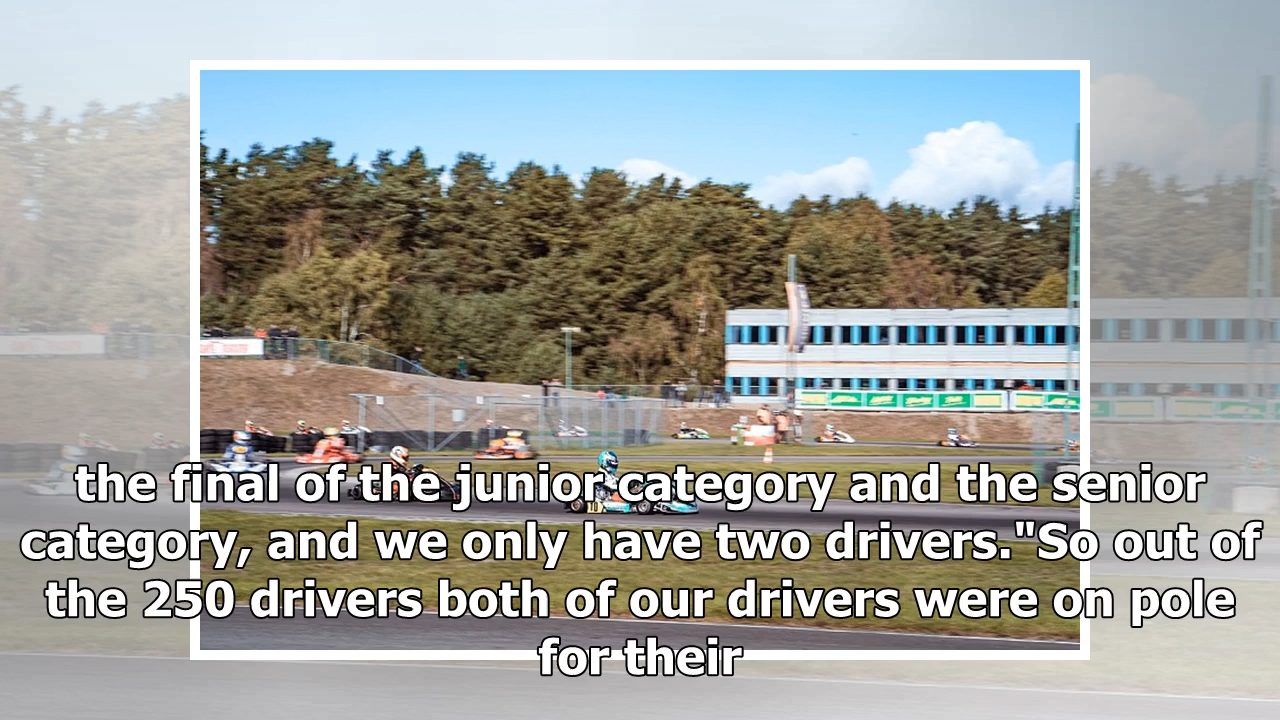 the final of the junior category and the senior
category, and we only have two drivers."So out of
the 250 drivers both of our drivers were on pole
for their